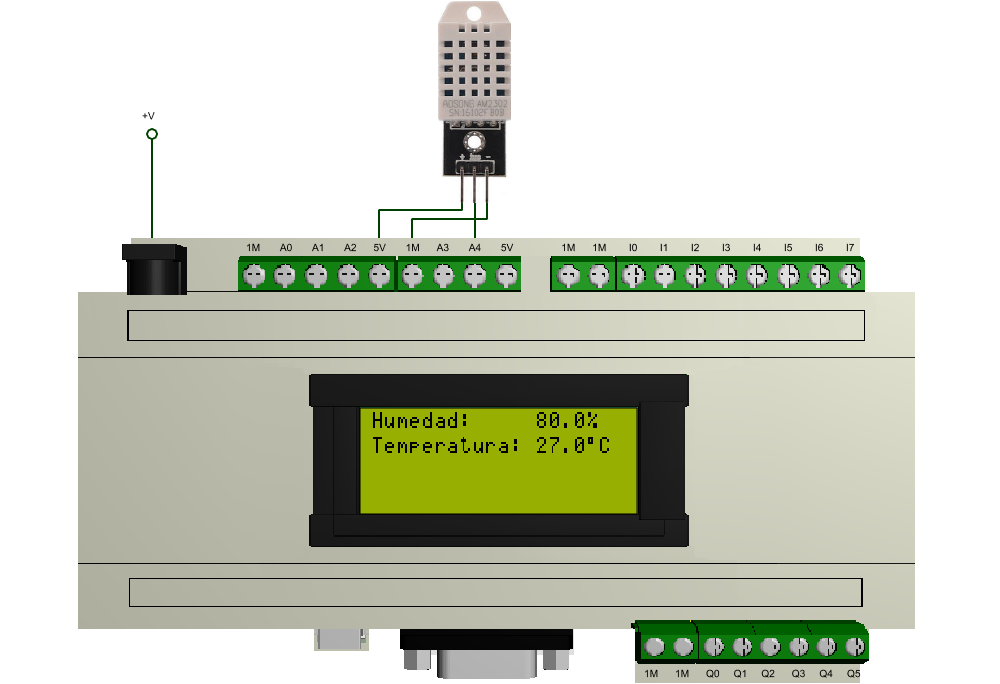 AOSONG AM2302
+V
+ -
1M A0 A1 A2 5V 1M A3 A4 5V 1M 1M I0 I1 I2 I3 I4 I5 I6 I7
Humedad: 80.0%
Temperatura: 27.0°C
1M 1M Q0 Q1 Q2 Q3 Q4 Q5